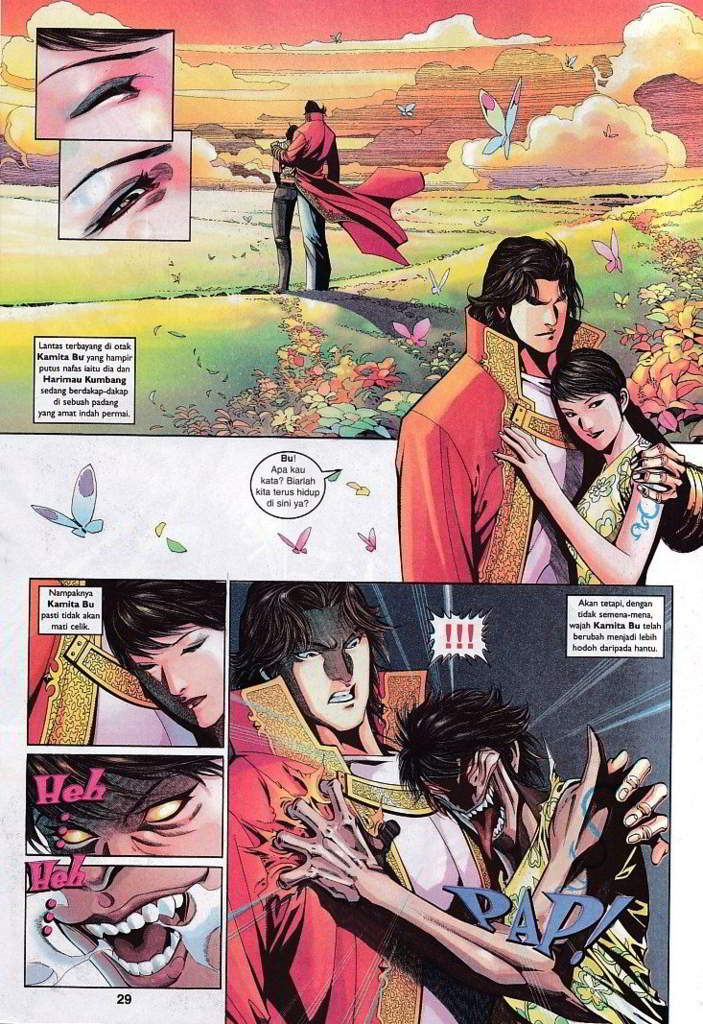 Lantas terbayang di otak
Kamita Bu yang hampir
putus nafas iaitu dia dan
Harimau Kumbang
sedang berdakap-dakap
di sebuah padang
yang amat indah permai.
Bu!
Apa kau
kata? Biarlah
kita terus hidup
di sini ya?
Nampaknya
Kamita Bu
pasti tidak akan
mati celik.
Heh
Heh
!!!
Akan tetapi, dengan
tidak semena-mena,
wajah Kamita Bu telah
berubah menjadi lebih
hodoh daripada hantu.
PAP!
29